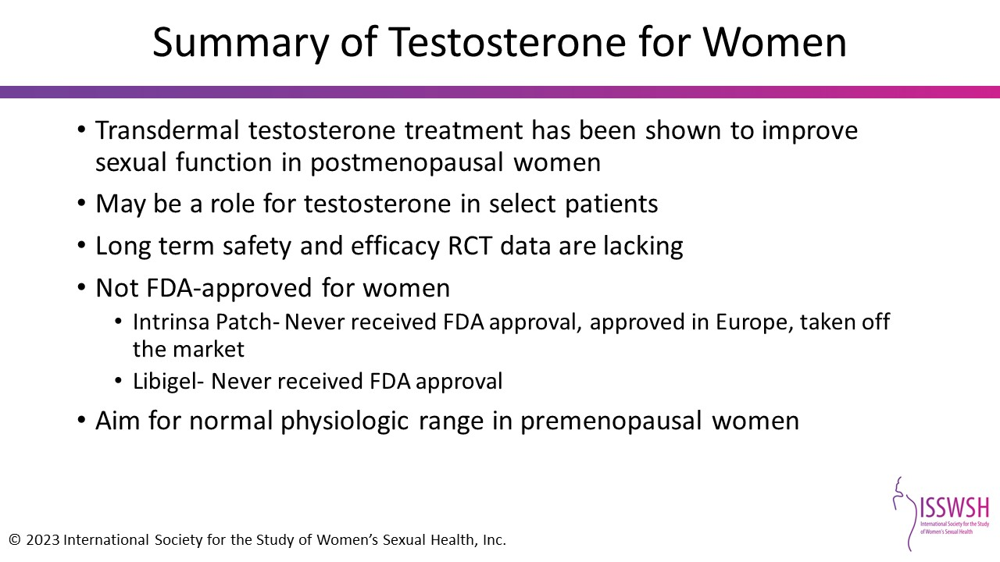 Summary of Testosterone for Women
• Transdermal testosterone treatment has been shown to improve
sexual function in postmenopausal women
• May be a role for testosterone in select patients
• Long term safety and efficacy RCT data are lacking
• Not FDA-approved for women
• Intrinsa Patch- Never received FDA approval, approved in Europe, taken off
the market
• Libigel- Never received FDA approval
• Aim for normal physiologic range in premenopausal women
ISSWSH
International Society for the Study
of Women's Sexual Health
© 2023 International Society for the Study of Women’s Sexual Health, Inc.